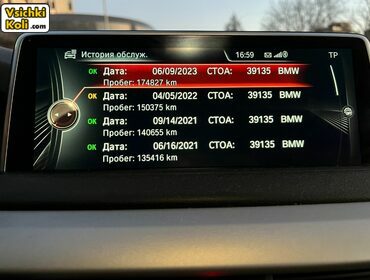 Vsichki
Koli.com
История обслуж.
16:59
TP
OK Дата: 06/09/2023 СТОА: 39135 BMW
Пробег: 174827 km
OK Дата: 04/05/2022 СТОА: 39135 BMW
Пробег: 150375 km
OK Дата: 09/14/2021 СТОА: 39135 BMW
Пробег: 140655 km
OK Дата: 06/16/2021 СТОА: 39135 BMW
Пробег: 135416 km